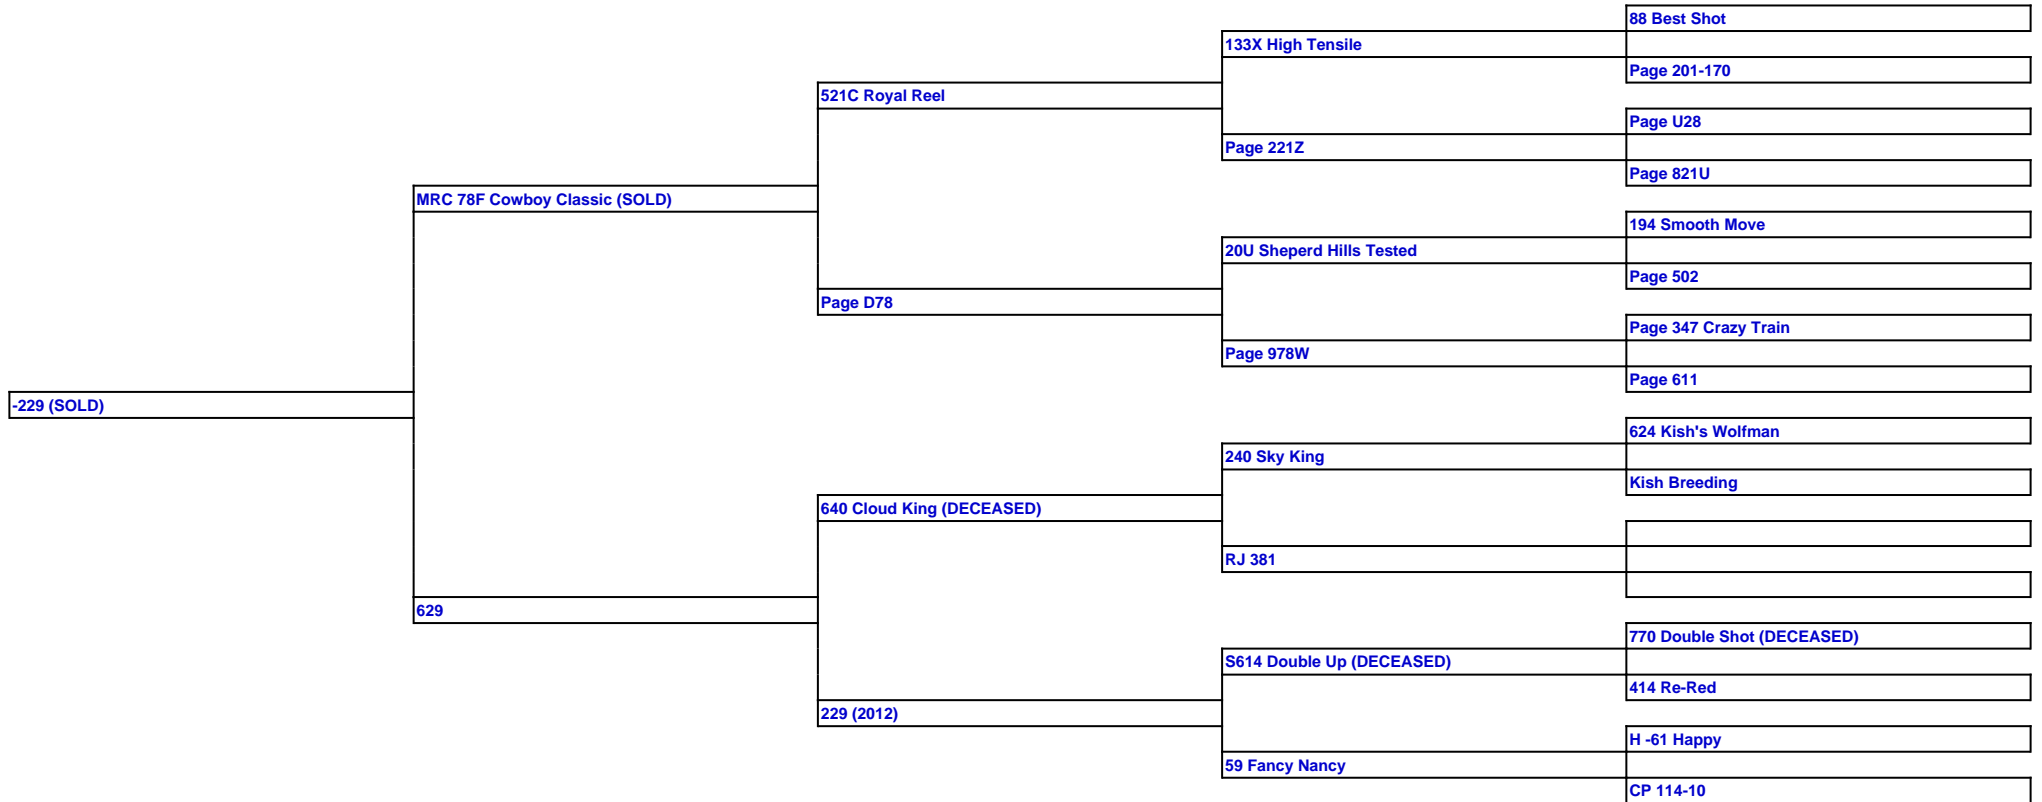 88 Best Shot
133X High Tensile
Page 201-170
521C Royal Reel
Page U28
Page 221Z
Page 821U
MRC 78F Cowboy Classic (SOLD)
194 Smooth Move
20U Sheperd Hills Tested
Page 502
Page D78
Page 347 Crazy Train
Page 978W
Page 611
-229 (SOLD)
624 Kish's Wolfman
240 Sky King
Kish Breeding
640 Cloud King (DECEASED)
RJ 381
629
770 Double Shot (DECEASED)
S614 Double Up (DECEASED)
414 Re-Red
229 (2012)
H -61 Happy
59 Fancy Nancy
CP 114-10